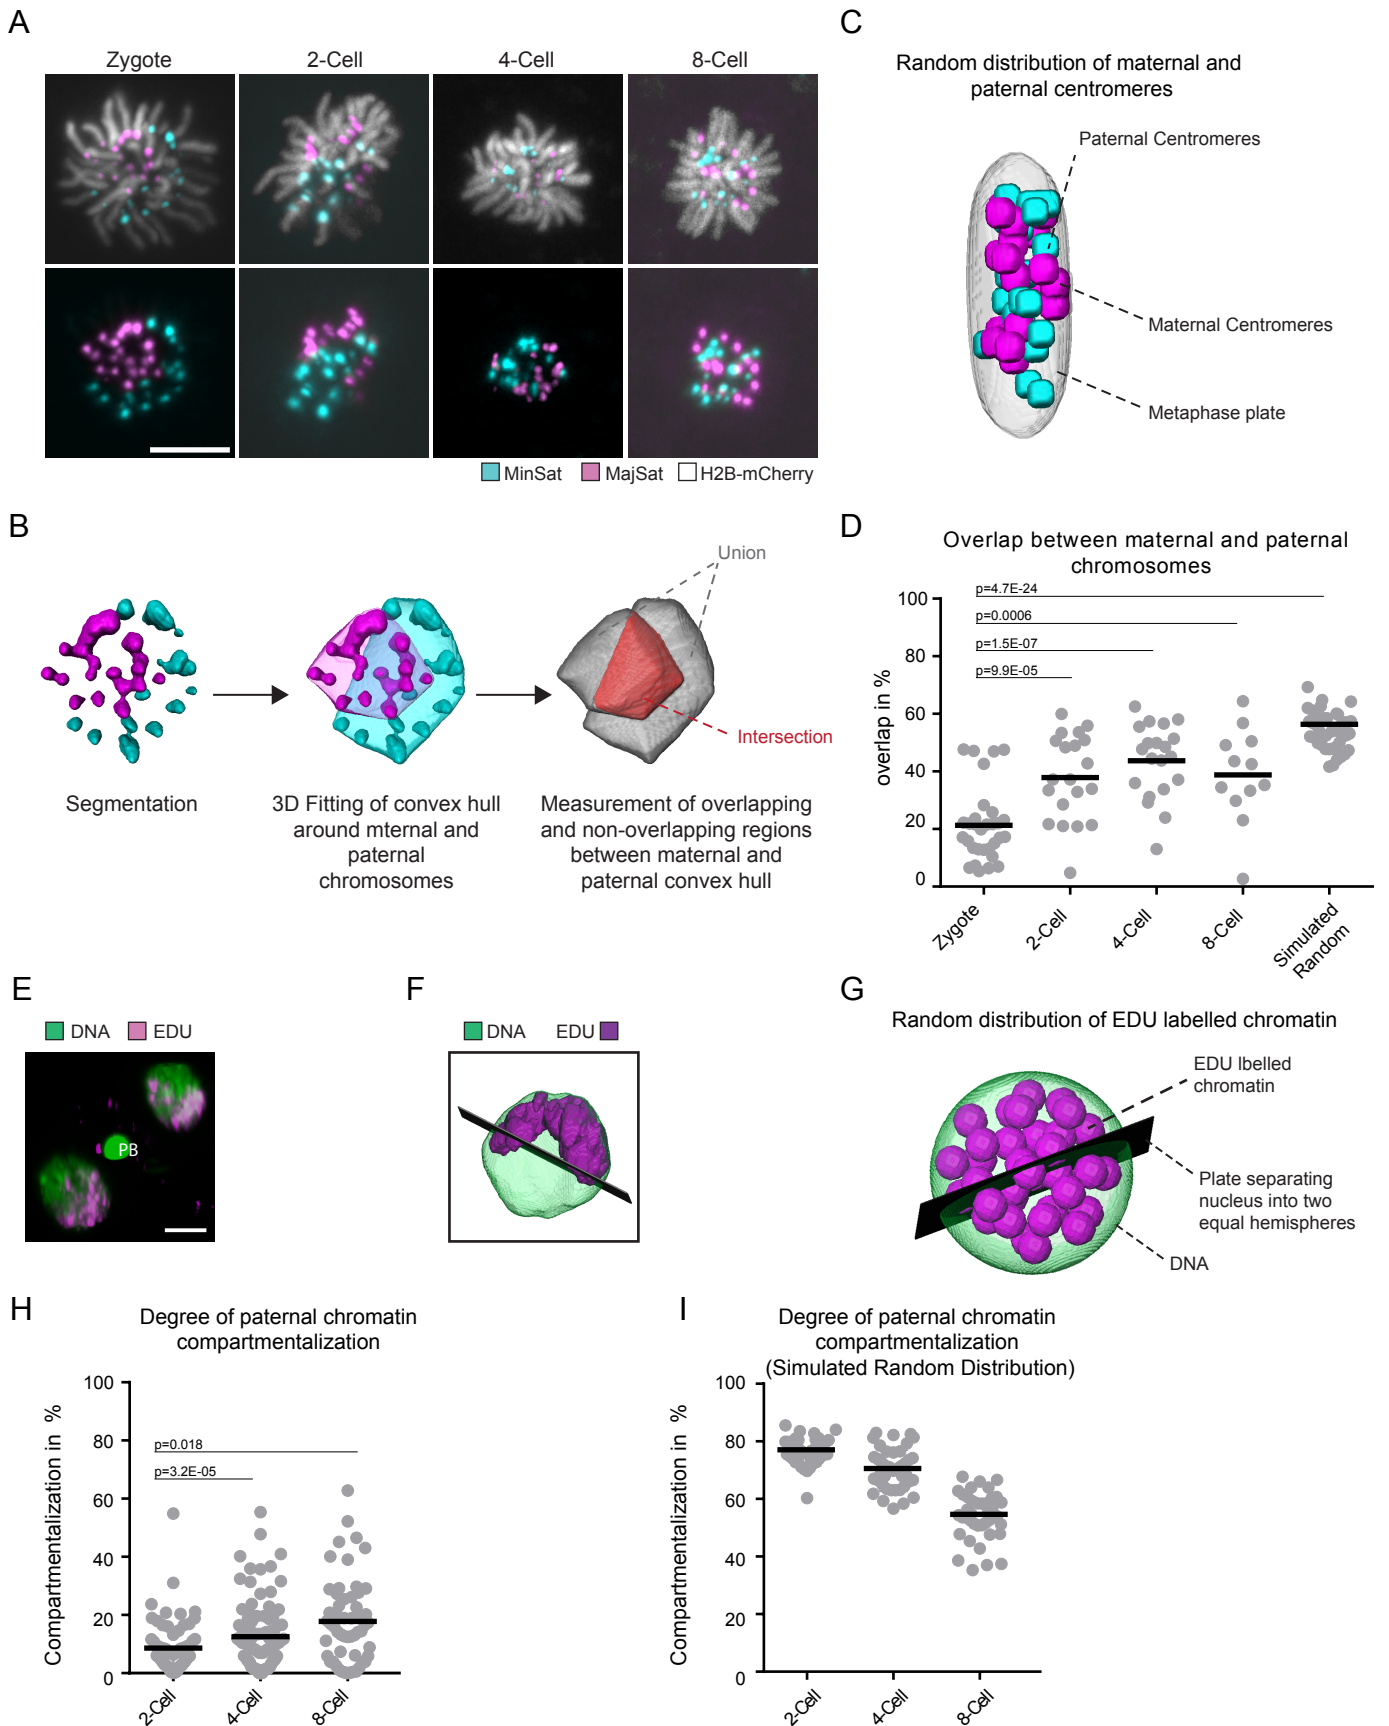 A
Zygote
2-Cell
4-Cell
8-Cell
MinSat
MajSat
H2B-mCherry
C
Random distribution of maternal and
paternal centromeres
Paternal Centromeres
Maternal Centromeres
Metaphase plate
B
Union
Intersection
Segmentation
3D Fitting of convex hull
around mternal and
paternal
chromosomes
Measurement of overlapping
and non-overlapping regions
between maternal and
paternal convex hull
D
Overlap between maternal and paternal
chromosomes
p=4.7E-24
p=0.0006
p=1.5E-07
p=9.9E-05
100
80
60
40
20
0
overlap in %
Zygote
2-Cell
4-Cell
8-Cell
Simulated
Random
E
DNA
EDU
PB
F
DNA
EDU
G
Random distribution of EDU labelled chromatin
EDU lbelled
chromatin
Plate separating
nucleus into two
equal hemispheres
DNA
H
Degree of paternal chromatin
compartmentalization
100
80
60
40
20
0
Compartmentalization in %
p=0.018
p=3.2E-05
2-Cell
4-Cell
8-Cell
I
Degree of paternal chromatin
compartmentalization
(Simulated Random Distribution)
100
80
60
40
20
0
Compartmentalization in %
2-Cell
4-Cell
8-Cell